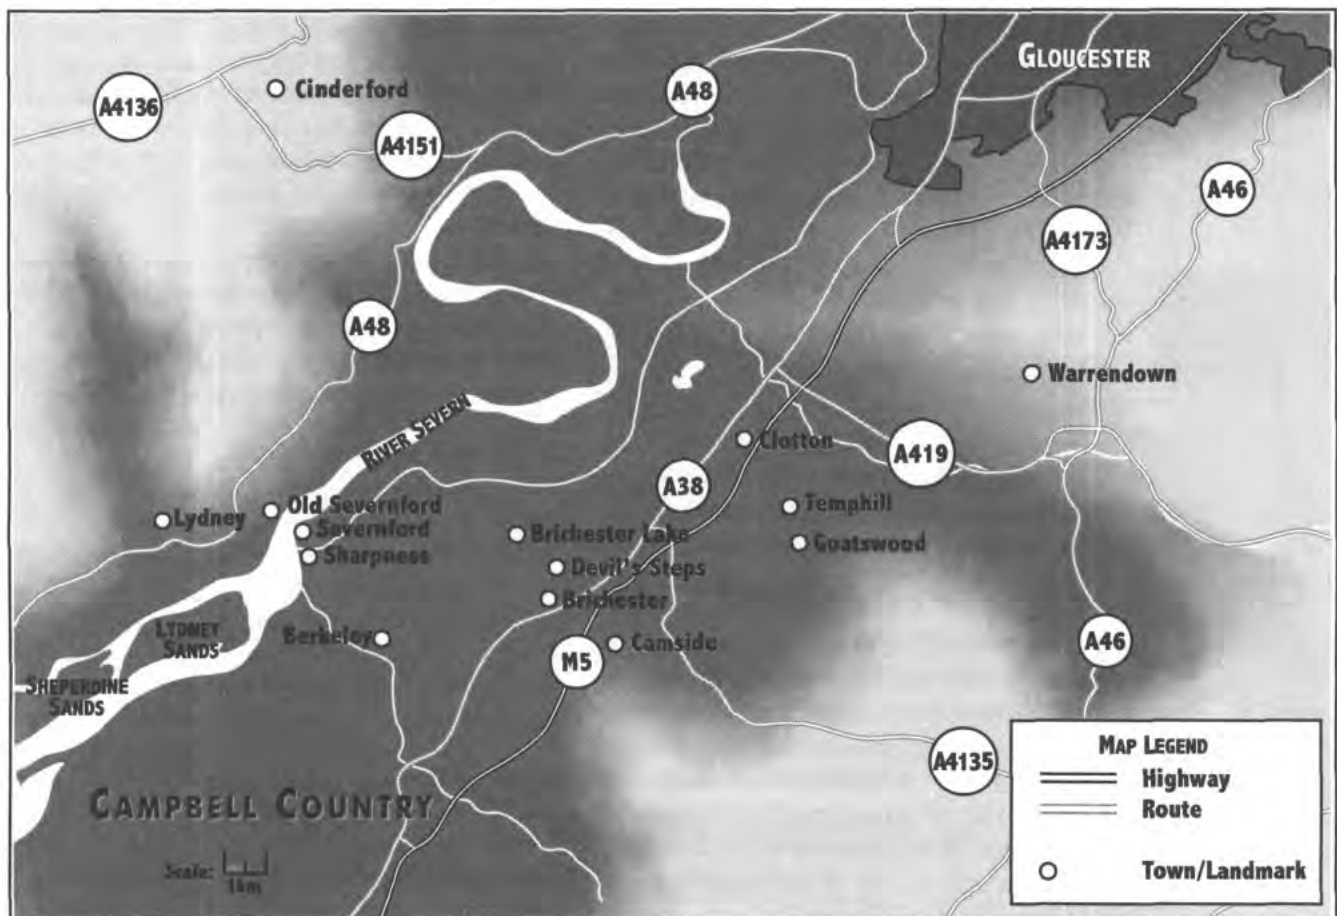 GLOUCESTER
A4136
Cinderford
A48
A4151
A46
A4173
A48
Warrendown
RIVER SEVERN
Clotton
A419
A38
Lydney
Old Severnford
Severnford
Sharpness
Brichester Lake
Devil's Steps
Brichester
Temphill
Goatswood
Berkeley
Camside
M5
A46
LYDNEY
SANDS
SHEPERDINE
SANDS
A4135
CAMPBELL COUNTRY
Scale:
1km
MAP LEGEND
Highway
Route
Town/Landmark